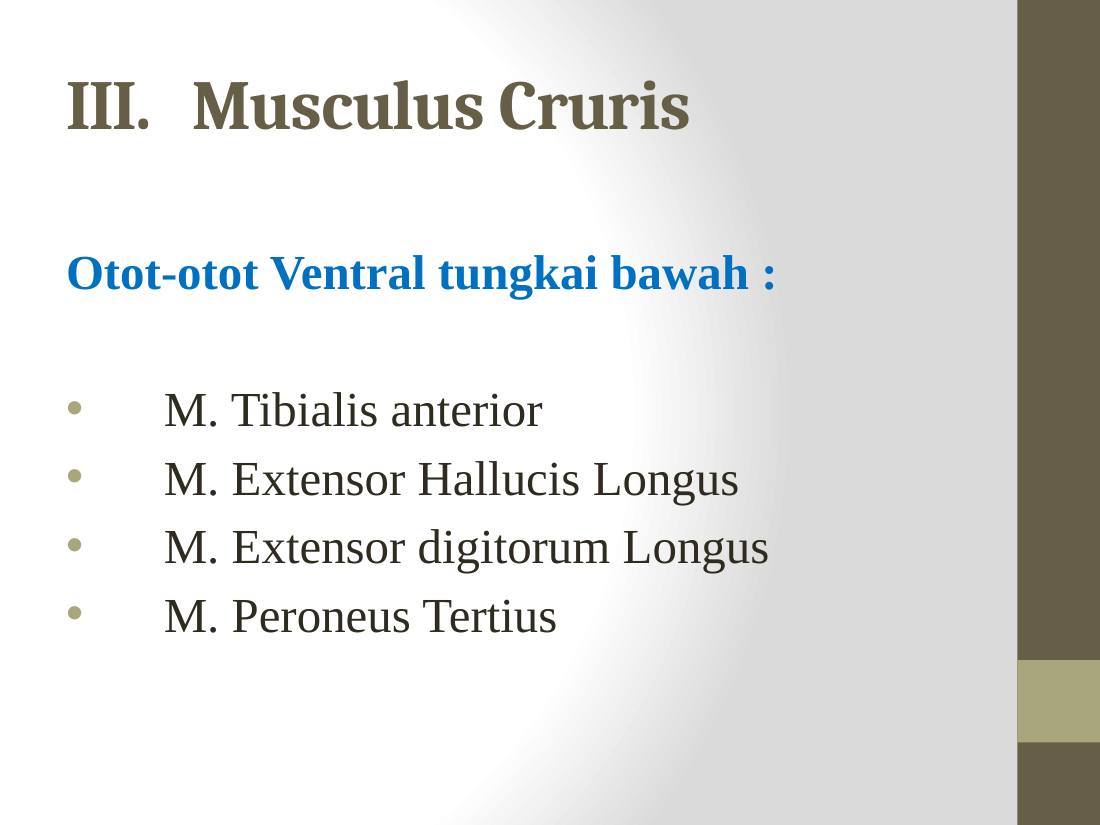 III. Musculus Cruris
Otot-otot Ventral tungkai bawah :
• M. Tibialis anterior
• M. Extensor Hallucis Longus
• M. Extensor digitorum Longus
• M. Peroneus Tertius